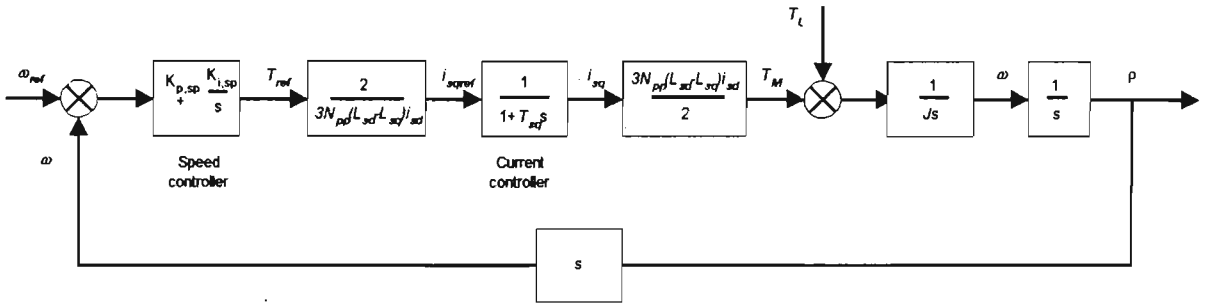 T_L
ω_ref
K_p,sp + K_i,sp / s
T_ref
2 / 3N_pp(L_sd-L_sq)i_sd
i_sqref
1 / 1+ T_sq s
i_sq
3N_pp(L_sd-L_sq)i_sd / 2
T_M
1 / Js
ω
1 / s
ρ
ω
Speed
controller
Current
controller
s